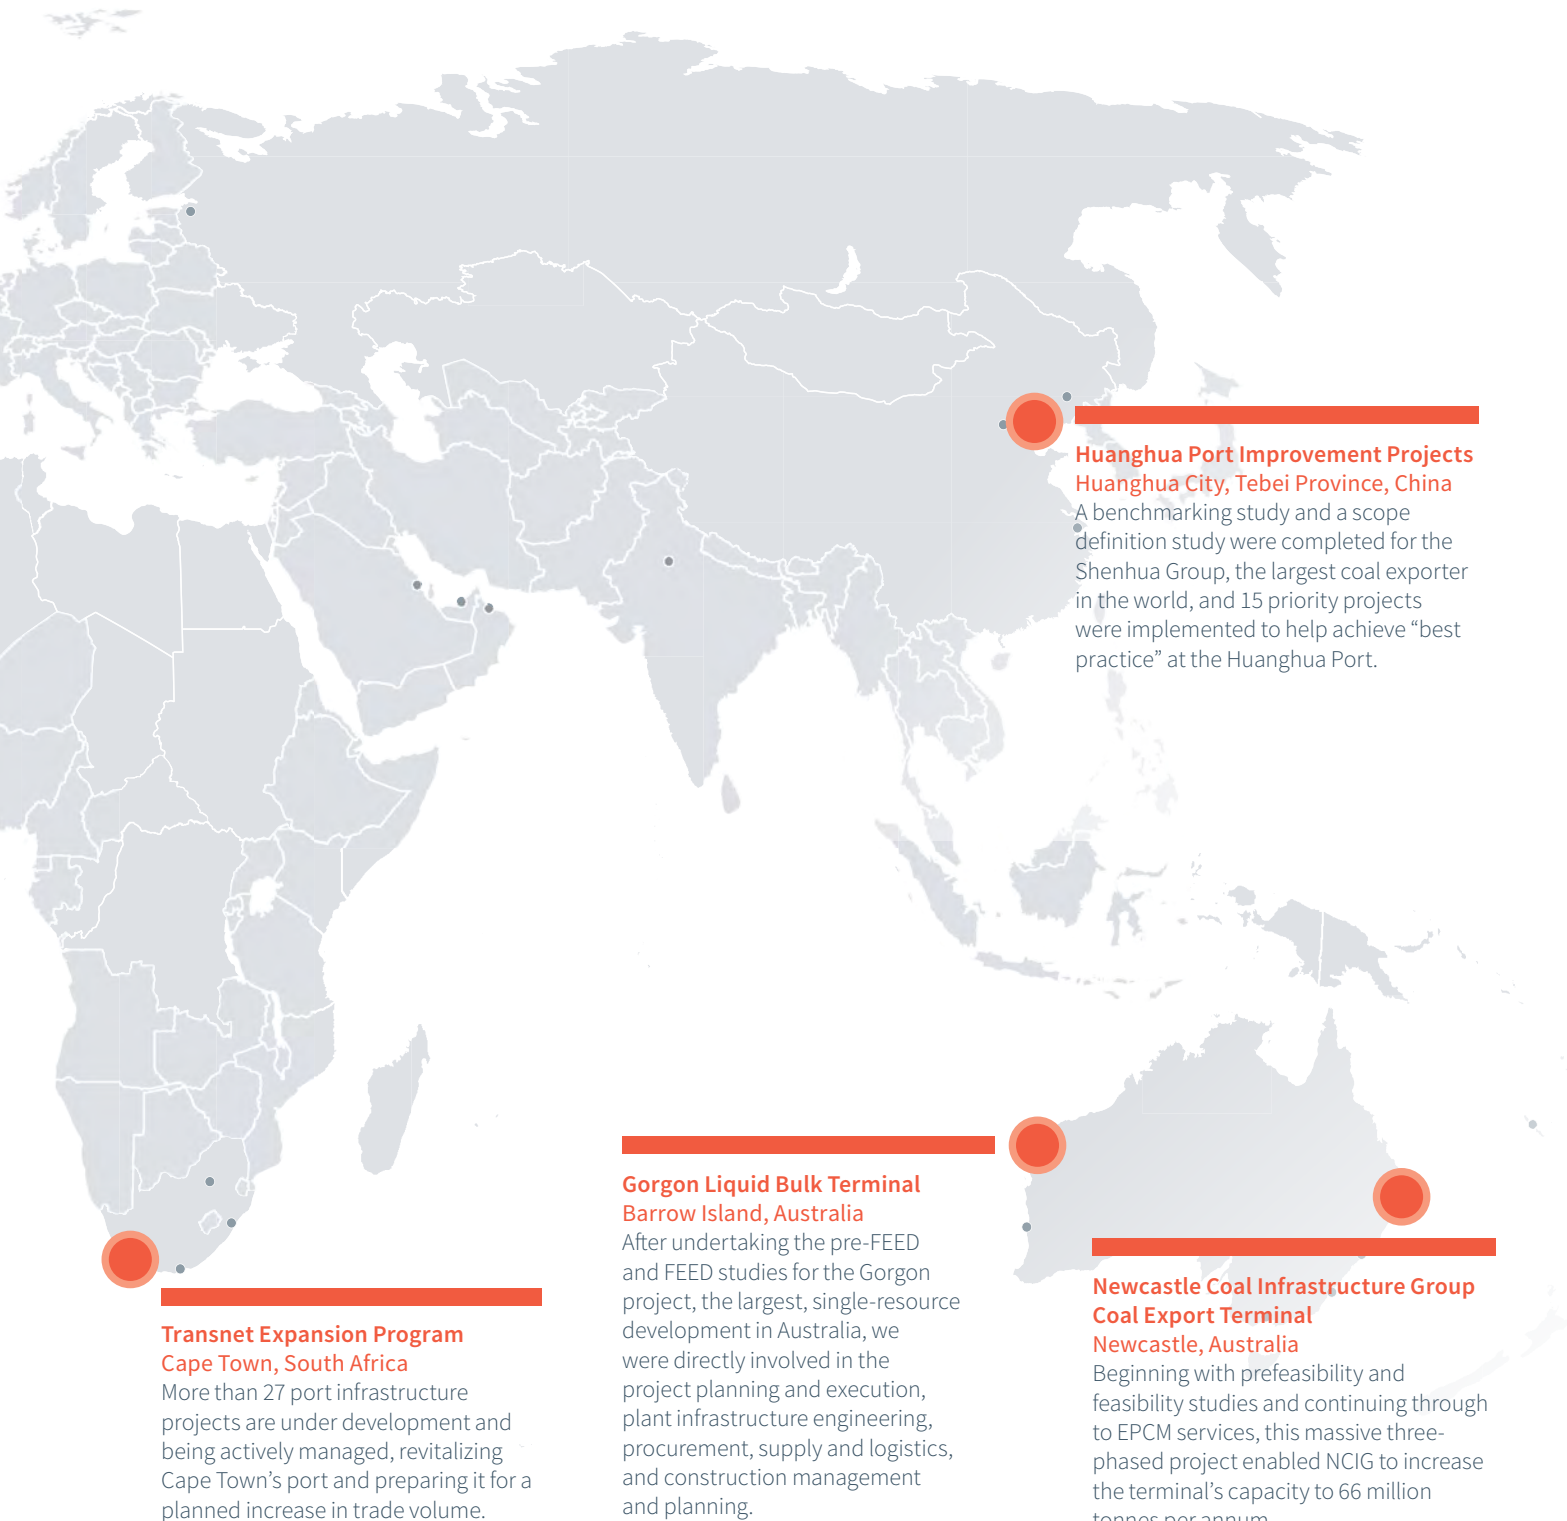 Huanghua Port Improvement Projects
Huanghua City, Tebei Province, China
A benchmarking study and a scope
definition study were completed for the
Shenhua Group, the largest coal exporter
in the world, and 15 priority projects
were implemented to help achieve “best
practice” at the Huanghua Port.
Gorgon Liquid Bulk Terminal
Barrow Island, Australia
After undertaking the pre-FEED
and FEED studies for the Gorgon
project, the largest, single-resource
development in Australia, we
were directly involved in the
project planning and execution,
plant infrastructure engineering,
procurement, supply and logistics,
and construction management
and planning.
Newcastle Coal Infrastructure Group
Coal Export Terminal
Newcastle, Australia
Beginning with prefeasibility and
feasibility studies and continuing through
to EPCM services, this massive three-
phased project enabled NCIG to increase
the terminal’s capacity to 66 million
tonnes per annum.
Transnet Expansion Program
Cape Town, South Africa
More than 27 port infrastructure
projects are under development and
being actively managed, revitalizing
Cape Town’s port and preparing it for a
planned increase in trade volume.